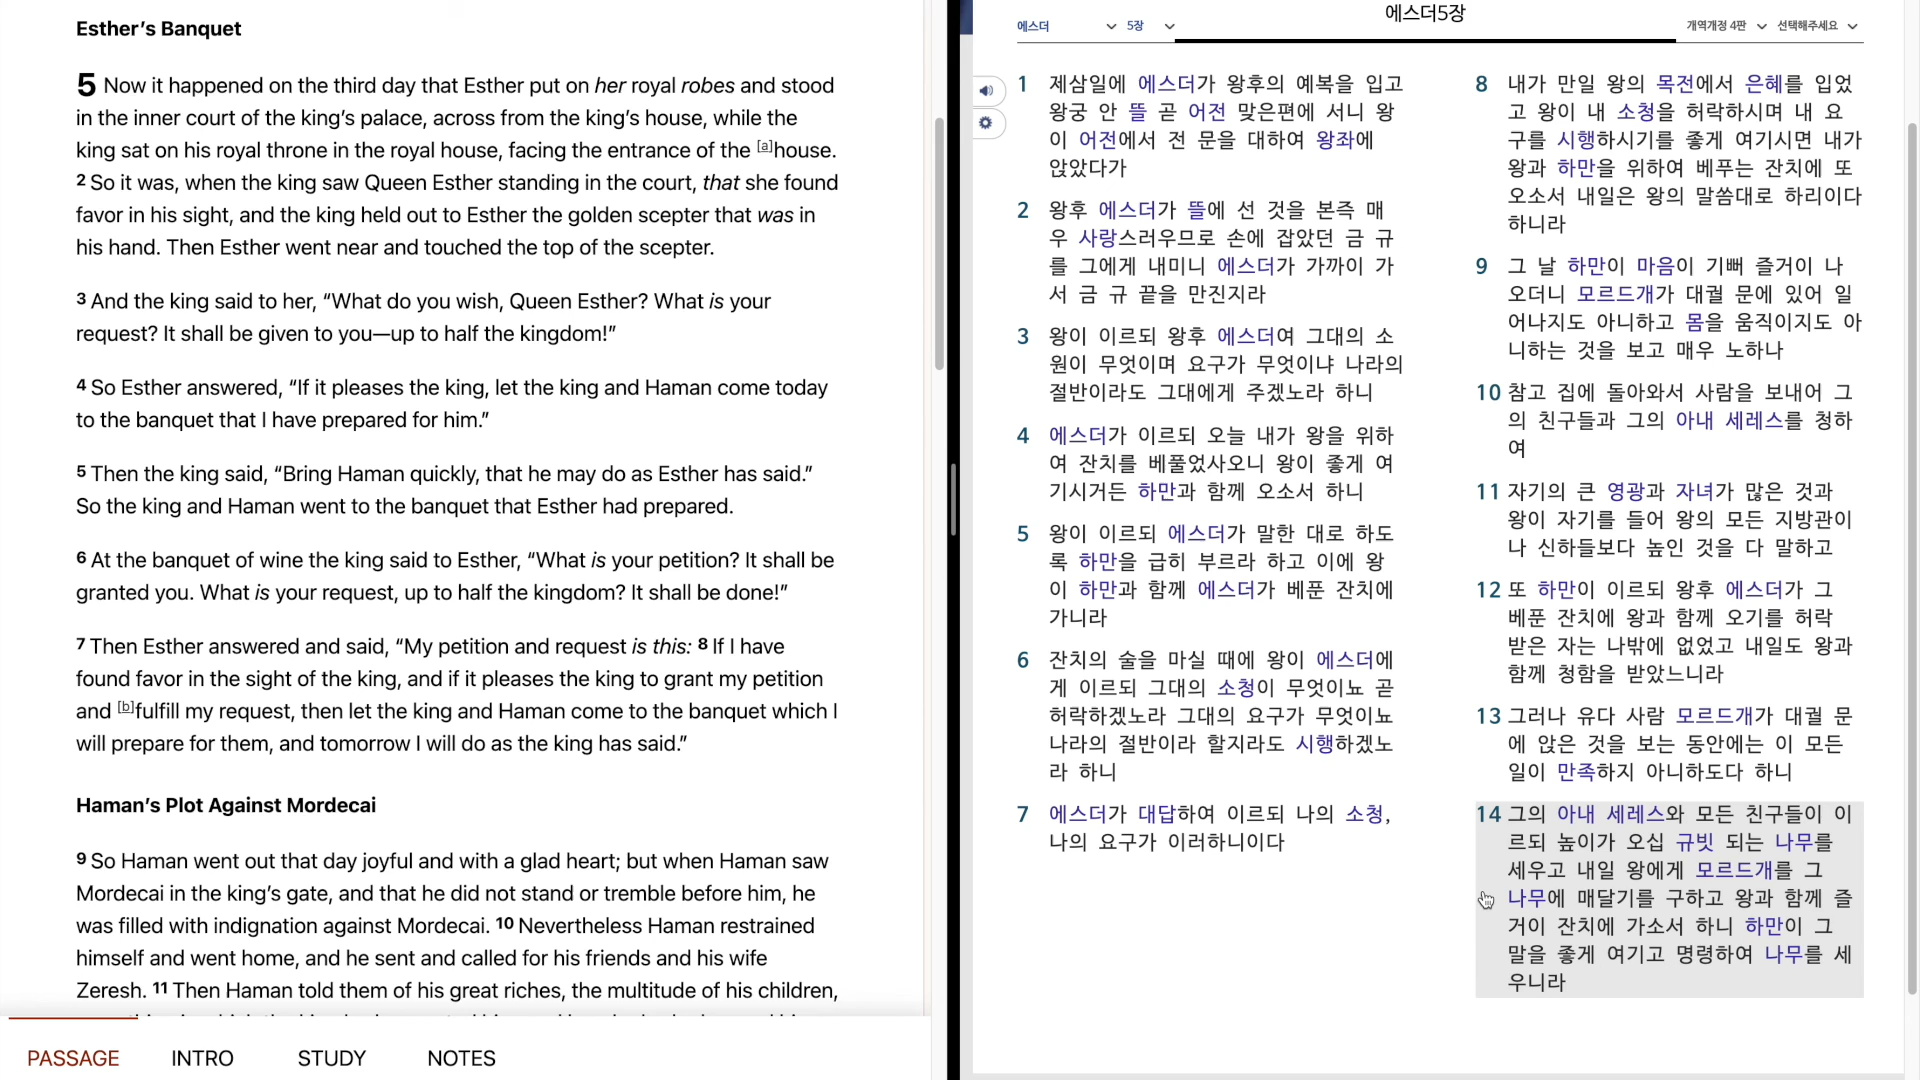 Esther’s Banquet
5 Now it happened on the third day that Esther put on her royal robes and stood
in the inner court of the king’s palace, across from the king’s house, while the
king sat on his royal throne in the royal house, facing the entrance of the [a]house.
2 So it was, when the king saw Queen Esther standing in the court, that she found
favor in his sight, and the king held out to Esther the golden scepter that was in
his hand. Then Esther went near and touched the top of the scepter.
3 And the king said to her, “What do you wish, Queen Esther? What is your
request? It shall be given to you—up to half the kingdom!”
4 So Esther answered, “If it pleases the king, let the king and Haman come today
to the banquet that I have prepared for him.”
5 Then the king said, “Bring Haman quickly, that he may do as Esther has said.”
So the king and Haman went to the banquet that Esther had prepared.
6 At the banquet of wine the king said to Esther, “What is your petition? It shall be
granted you. What is your request, up to half the kingdom? It shall be done!”
7 Then Esther answered and said, “My petition and request is this: 8 If I have
found favor in the sight of the king, and if it pleases the king to grant my petition
and [b]fulfill my request, then let the king and Haman come to the banquet which I
will prepare for them, and tomorrow I will do as the king has said.”
Haman’s Plot Against Mordecai
9 So Haman went out that day joyful and with a glad heart; but when Haman saw
Mordecai in the king’s gate, and that he did not stand or tremble before him, he
was filled with indignation against Mordecai. 10 Nevertheless Haman restrained
himself and went home, and he sent and called for his friends and his wife
Zeresh. 11 Then Haman told them of his great riches, the multitude of his children,
PASSAGE INTRO STUDY NOTES
에스더5장
에스더 5장 개역개정 4판 선택해주세요
1 제삼일에 에스더가 왕후의 예복을 입고
왕궁 안 뜰 곧 어전 맞은편에 서니 왕
이 어전에서 전 문을 대하여 왕좌에
앉았다가
2 왕후 에스더가 뜰에 선 것을 본즉 매
우 사랑스러우므로 손에 잡았던 금 규
를 그에게 내미니 에스더가 가까이 가
서 금 규 끝을 만진지라
3 왕이 이르되 왕후 에스더여 그대의 소
원이 무엇이며 요구가 무엇이냐 나라의
절반이라도 그대에게 주겠노라 하니
4 에스더가 이르되 오늘 내가 왕을 위하
여 잔치를 베풀었사오니 왕이 좋게 여
기시거든 하만과 함께 오소서 하니
5 왕이 이르되 에스더가 말한 대로 하도
록 하만을 급히 부르라 하고 이에 왕
이 하만과 함께 에스더가 베푼 잔치에
가니라
6 잔치의 술을 마실 때에 왕이 에스더에
게 이르되 그대의 소청이 무엇이뇨 곧
허락하겠노라 그대의 요구가 무엇이뇨
나라의 절반이라 할지라도 시행하겠노
라 하니
7 에스더가 대답하여 이르되 나의 소청,
나의 요구가 이러하니이다
8 내가 만일 왕의 목전에서 은혜를 입었
고 왕이 내 소청을 허락하시며 내 요
구를 시행하시기를 좋게 여기시면 내가
왕과 하만을 위하여 베푸는 잔치에 또
오소서 내일은 왕의 말씀대로 하리이다
하니라
9 그 날 하만이 마음이 기뻐 즐거이 나
오더니 모르드개가 대궐 문에 있어 일
어나지도 아니하고 몸을 움직이지도 아
니하는 것을 보고 매우 노하나
10 참고 집에 돌아와서 사람을 보내어 그
의 친구들과 그의 아내 세레스를 청하
여
11 자기의 큰 영광과 자녀가 많은 것과
왕이 자기를 들어 왕의 모든 지방관이
나 신하들보다 높인 것을 다 말하고
12 또 하만이 이르되 왕후 에스더가 그
베푼 잔치에 왕과 함께 오기를 허락
받은 자는 나밖에 없었고 내일도 왕과
함께 청함을 받았느니라
13 그러나 유다 사람 모르드개가 대궐 문
에 앉은 것을 보는 동안에는 이 모든
일이 만족하지 아니하도다 하니
14 그의 아내 세레스와 모든 친구들이 이
르되 높이가 오십 규빗 되는 나무를
세우고 내일 왕에게 모르드개를 그
나무에 매달기를 구하고 왕과 함께 즐
거이 잔치에 가소서 하니 하만이 그
말을 좋게 여기고 명령하여 나무를 세
우니라